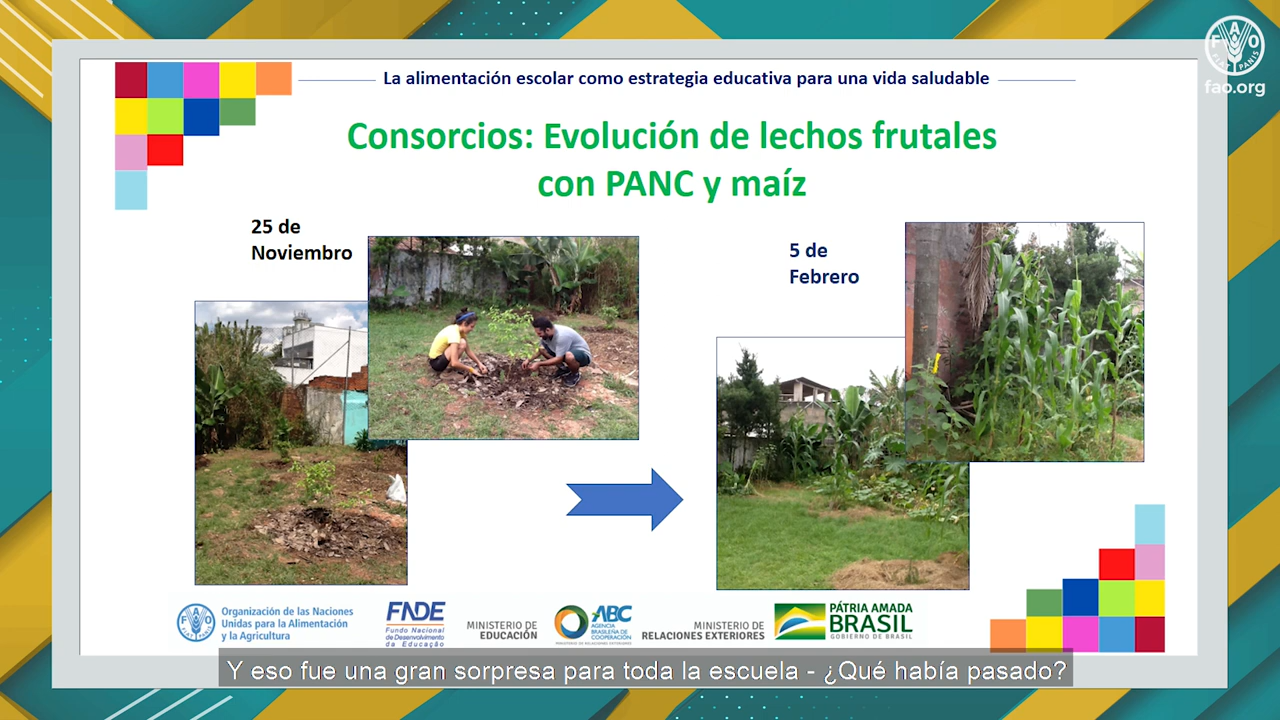 FAO
FIAT PANIS
fao.org
La alimentación escolar como estrategia educativa para una vida saludable
Consorcios: Evolución de lechos frutales
con PANC y maíz
25 de
Noviembro
5 de
Febrero
Organización de las Naciones
Unidas para la Alimentación
y la Agricultura
FNDE
Fundo Nacional
de Desenvolvimento
da Educação
MINISTERIO DE
EDUCACIÓN
ABC
AGENCIA
BRASILEÑA DE
COOPERACIÓN
MINISTERIO DE RELACIONES EXTERIORES
MINISTERIO DE
RELACIONES EXTERIORES
PÁTRIA AMADA
BRASIL
GOBIERNO DE BRASIL
Y eso fue una gran sorpresa para toda la escuela - ¿Qué había pasado?